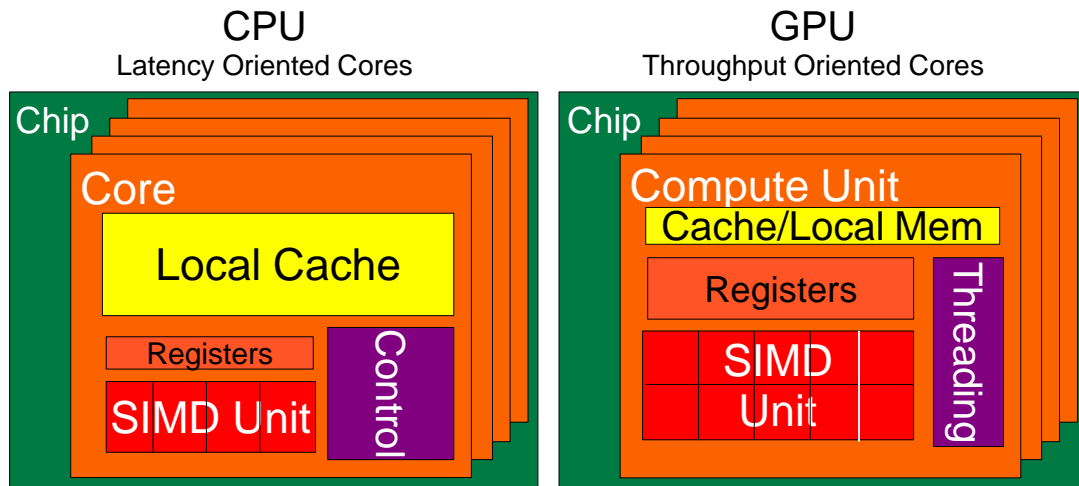 CPU
Latency Oriented Cores
Chip
Core
Local Cache
Registers
SIMD Unit
Control
GPU
Throughput Oriented Cores
Chip
Compute Unit
Cache/Local Mem
Registers
SIMD
Unit
Threading